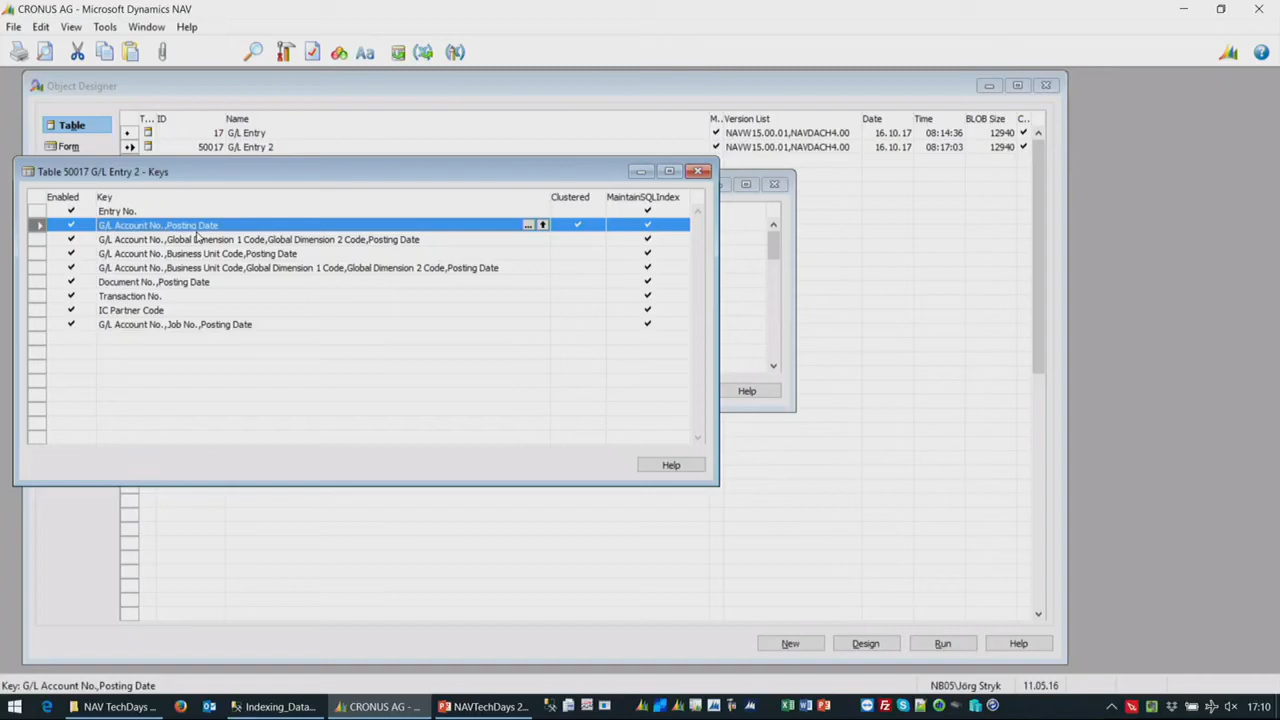 CRONUS AG - Microsoft Dynamics NAV
File Edit View Tools Window Help
Object Designer
T... ID Name M.. Version List Date Time BLOB Size C..
Table
17 G/L Entry NAVW15.00.01,NAVDACH4.00 16.10.17 08:14:36 12940
Form
50017 G/L Entry 2 NAVW15.00.01,NAVDACH4.00 16.10.17 08:17:03 12940
Table 50017 G/L Entry 2 - Keys
Enabled Key Clustered MaintainSQLIndex
Entry No.
G/L Account No.,Posting Date
G/L Account No.,Global Dimension 1 Code,Global Dimension 2 Code,Posting Date
G/L Account No.,Business Unit Code,Posting Date
G/L Account No.,Business Unit Code,Global Dimension 1 Code,Global Dimension 2 Code,Posting Date
Document No.,Posting Date
Transaction No.
IC Partner Code
G/L Account No.,Job No.,Posting Date
Help
Help
New Design Run Help
Key: G/L Account No.,Posting Date NB05\Jörg Stryk 11.05.16
NAV TechDays Indexing_Data... CRONUS AG - ... NAVTechDays 2... 17:10